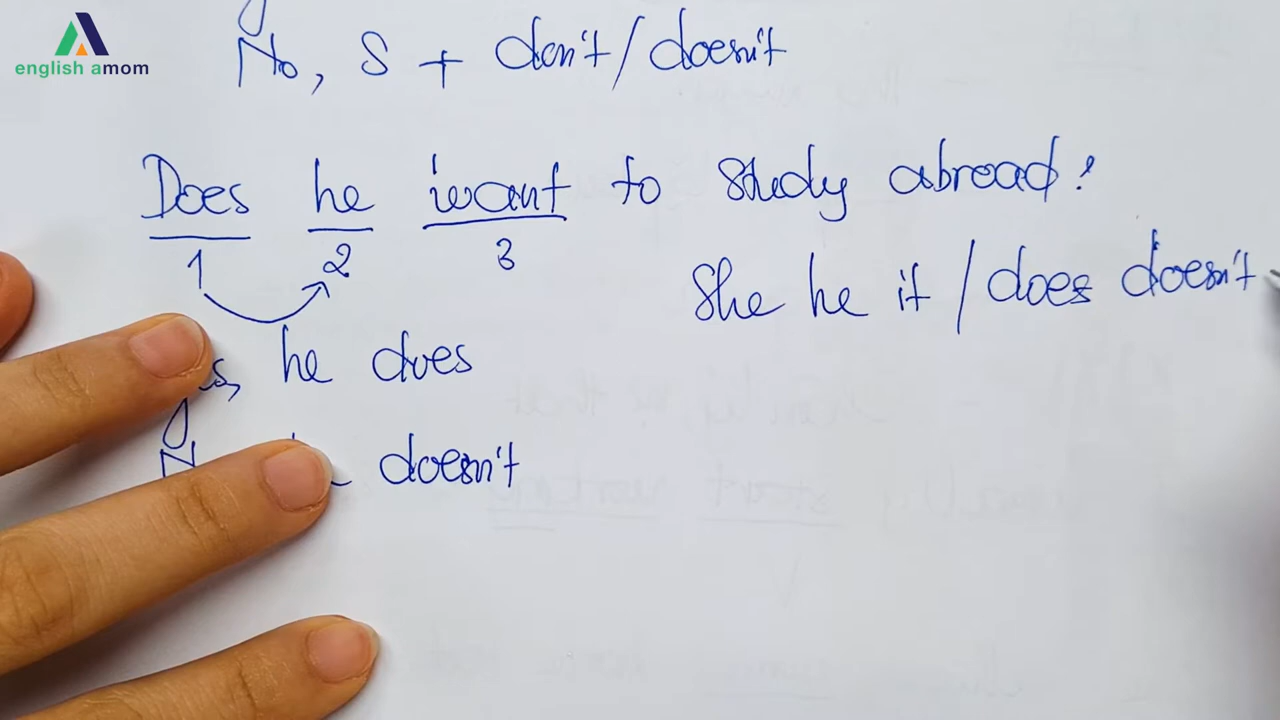 english amom
No, S + don't/doesn't
Does he want to study abroad?
1 2 3
She he it / does doesn't
he does
doesn't